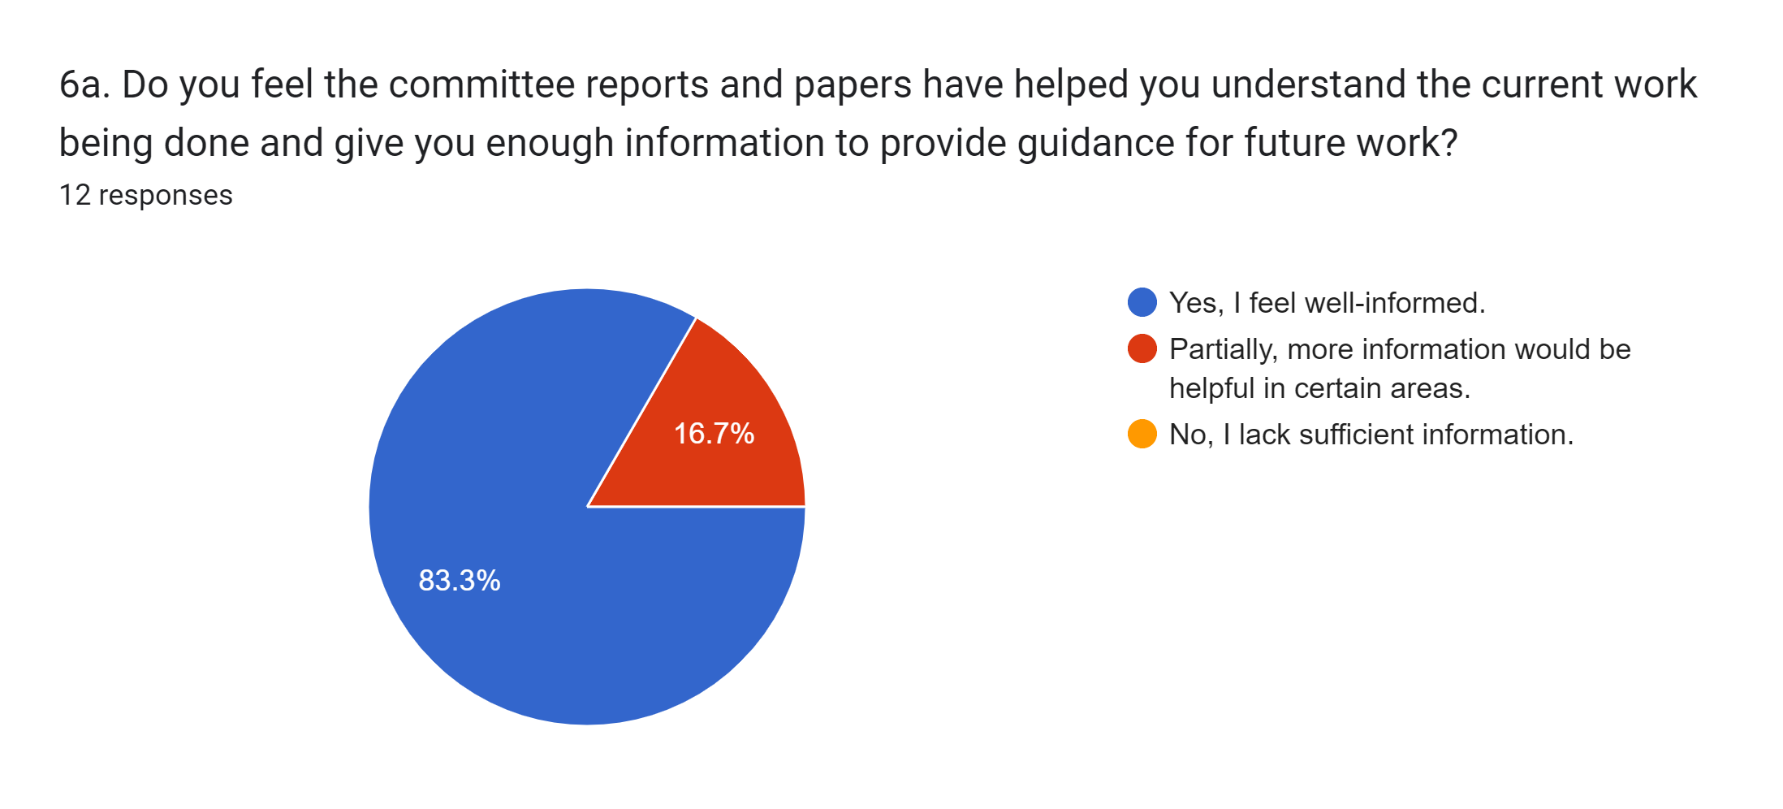 6a. Do you feel the committee reports and papers have helped you understand the current work
being done and give you enough information to provide guidance for future work?
12 responses
Yes, I feel well-informed.
Partially, more information would be
helpful in certain areas.
No, I lack sufficient information.
16.7%
83.3%